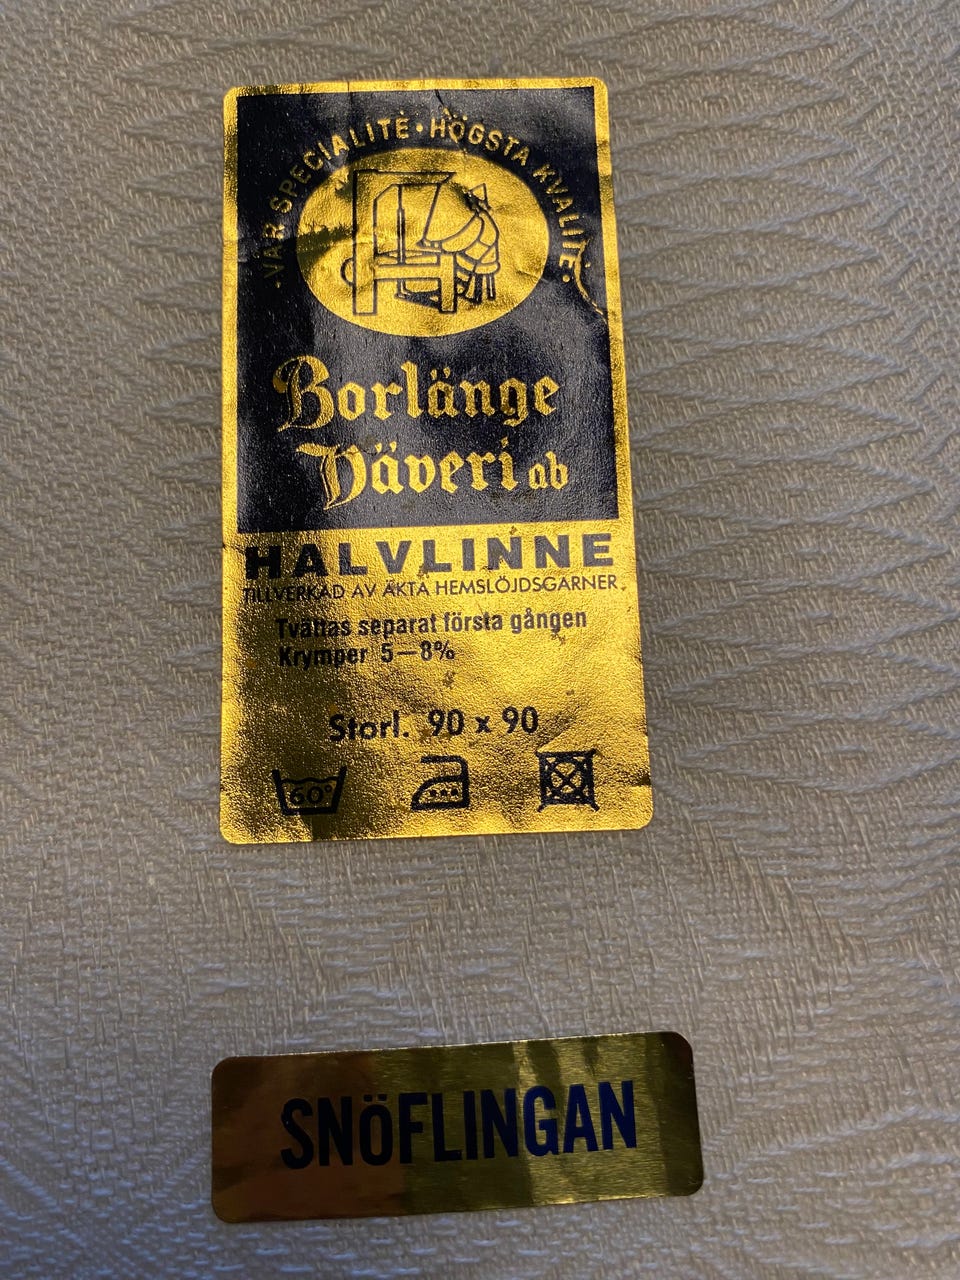 ·VÅR SPECIALITÉ·HÖGSTA KVALITÉ·
Borlänge
Väveri ab
HALVLINNE
TILLVERKAD AV ÄKTA HEMSLÖJDSGARNER.
Tvättas separat första gången
Krymper 5–8%
Storl. 90 x 90
60°
SNÖFLINGAN